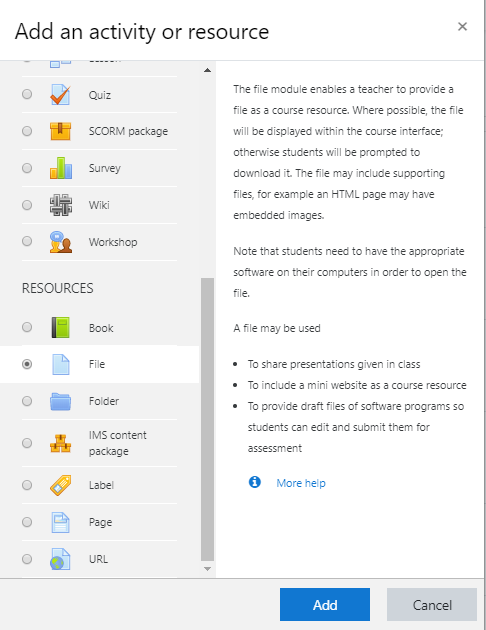 Add an activity or resource
×
Lesson
Quiz
SCORM package
Survey
Wiki
Workshop
RESOURCES
Book
File
Folder
IMS content
package
Label
Page
URL
The file module enables a teacher to provide a
file as a course resource. Where possible, the file
will be displayed within the course interface;
otherwise students will be prompted to
download it. The file may include supporting
files, for example an HTML page may have
embedded images.
Note that students need to have the appropriate
software on their computers in order to open the
file.
A file may be used
• To share presentations given in class
• To include a mini website as a course resource
• To provide draft files of software programs so
students can edit and submit them for
assessment
More help
Add
Cancel